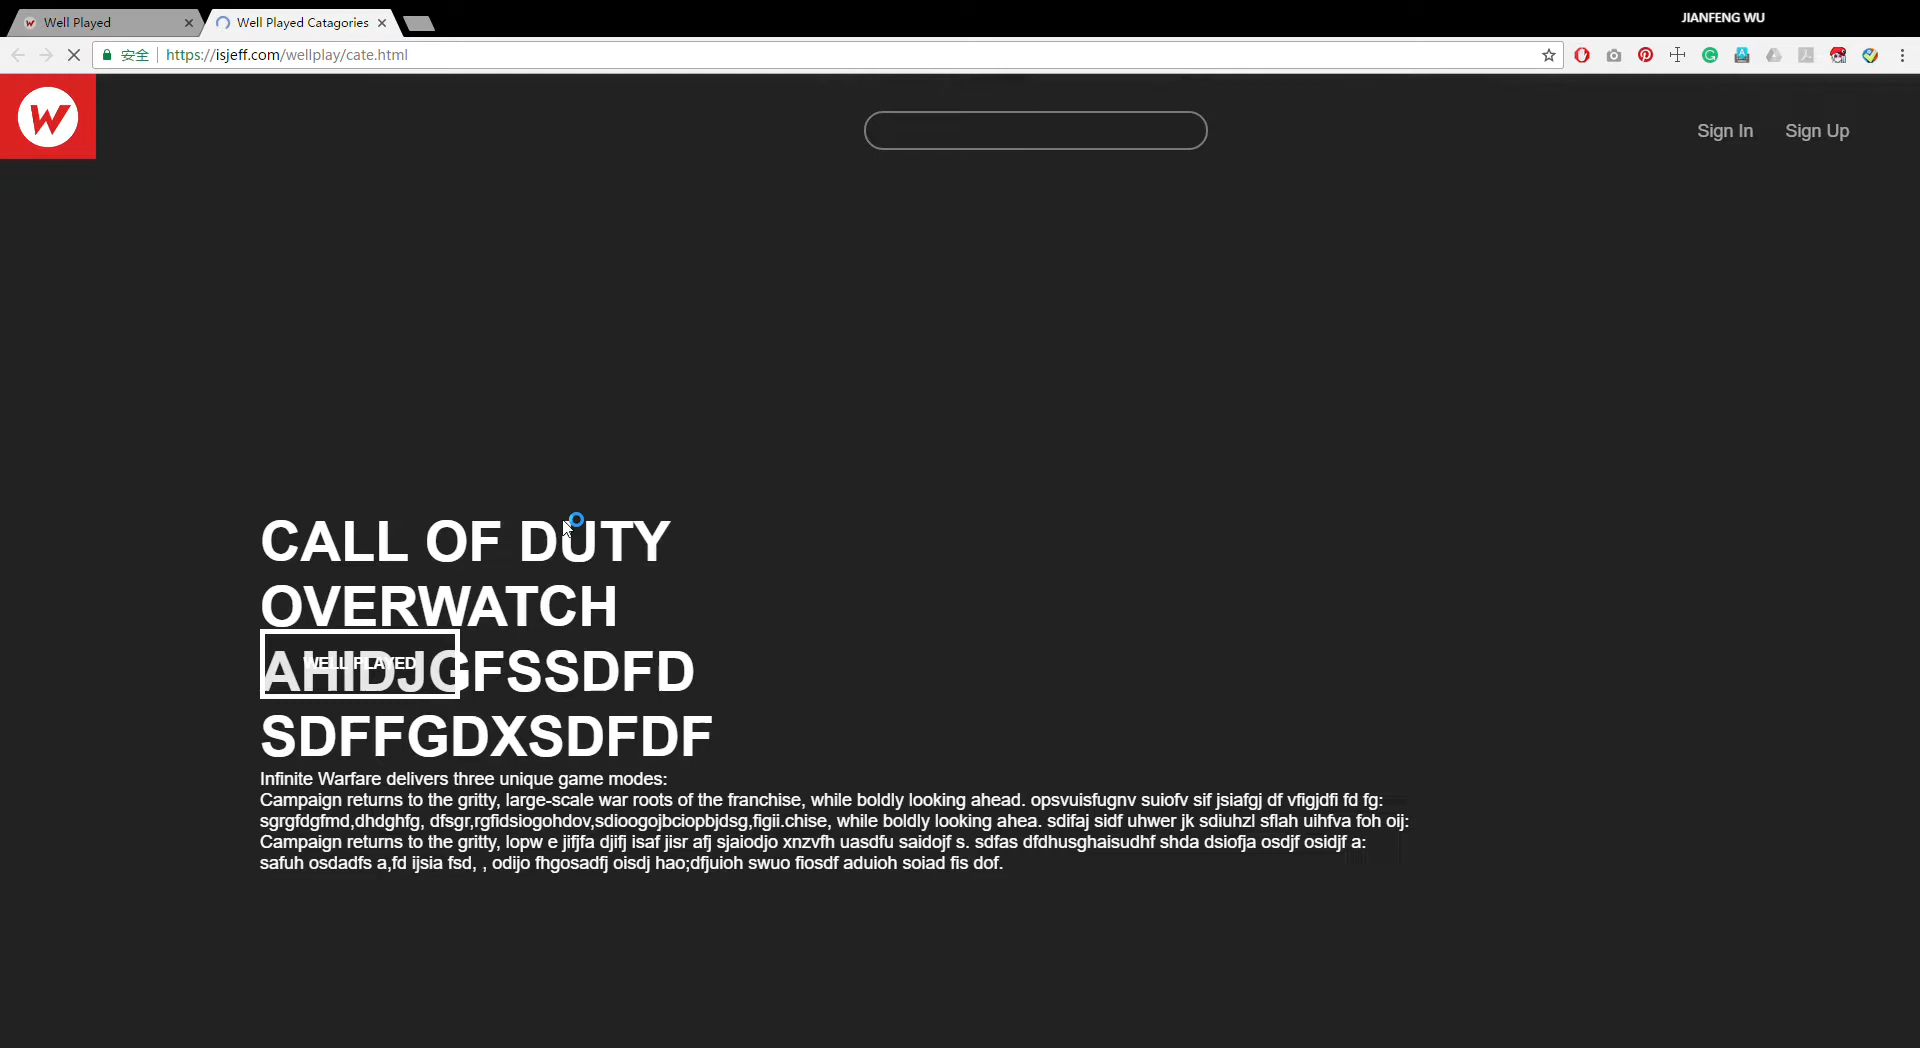 Well Played
Well Played Catagories
JIANFENG WU
安全
https://isjeff.com/wellplay/cate.html
W
Sign In
Sign Up
CALL OF DUTY
OVERWATCH
AHIDJGFSSDFD
WELL PLAYED
SDFFGDXSDFDF
Infinite Warfare delivers three unique game modes:
Campaign returns to the gritty, large-scale war roots of the franchise, while boldly looking ahead. opsvuisfugnv suiofv sif jsiafgj df vfigjdfi fd fg:
sgrgfdgfmd,dhdghfg, dfsgr,rgfidsiogohdov,sdioogojbciopbjdsg,figii.chise, while boldly looking ahea. sdifaj sidf uhwer jk sdiuhzl sflah uihfva foh oij:
Campaign returns to the gritty, lopw e jifjfa djifj isaf jisr afj sjaiodjo xnzvfh uasdfu saidojf s. sdfas dfdhusghaisudhf shda dsiofja osdjf osidjf a:
safuh osdadfs a,fd ijsia fsd, , odijo fhgosadfj oisdj hao;dfjuioh swuo fiosdf aduioh soiad fis dof.